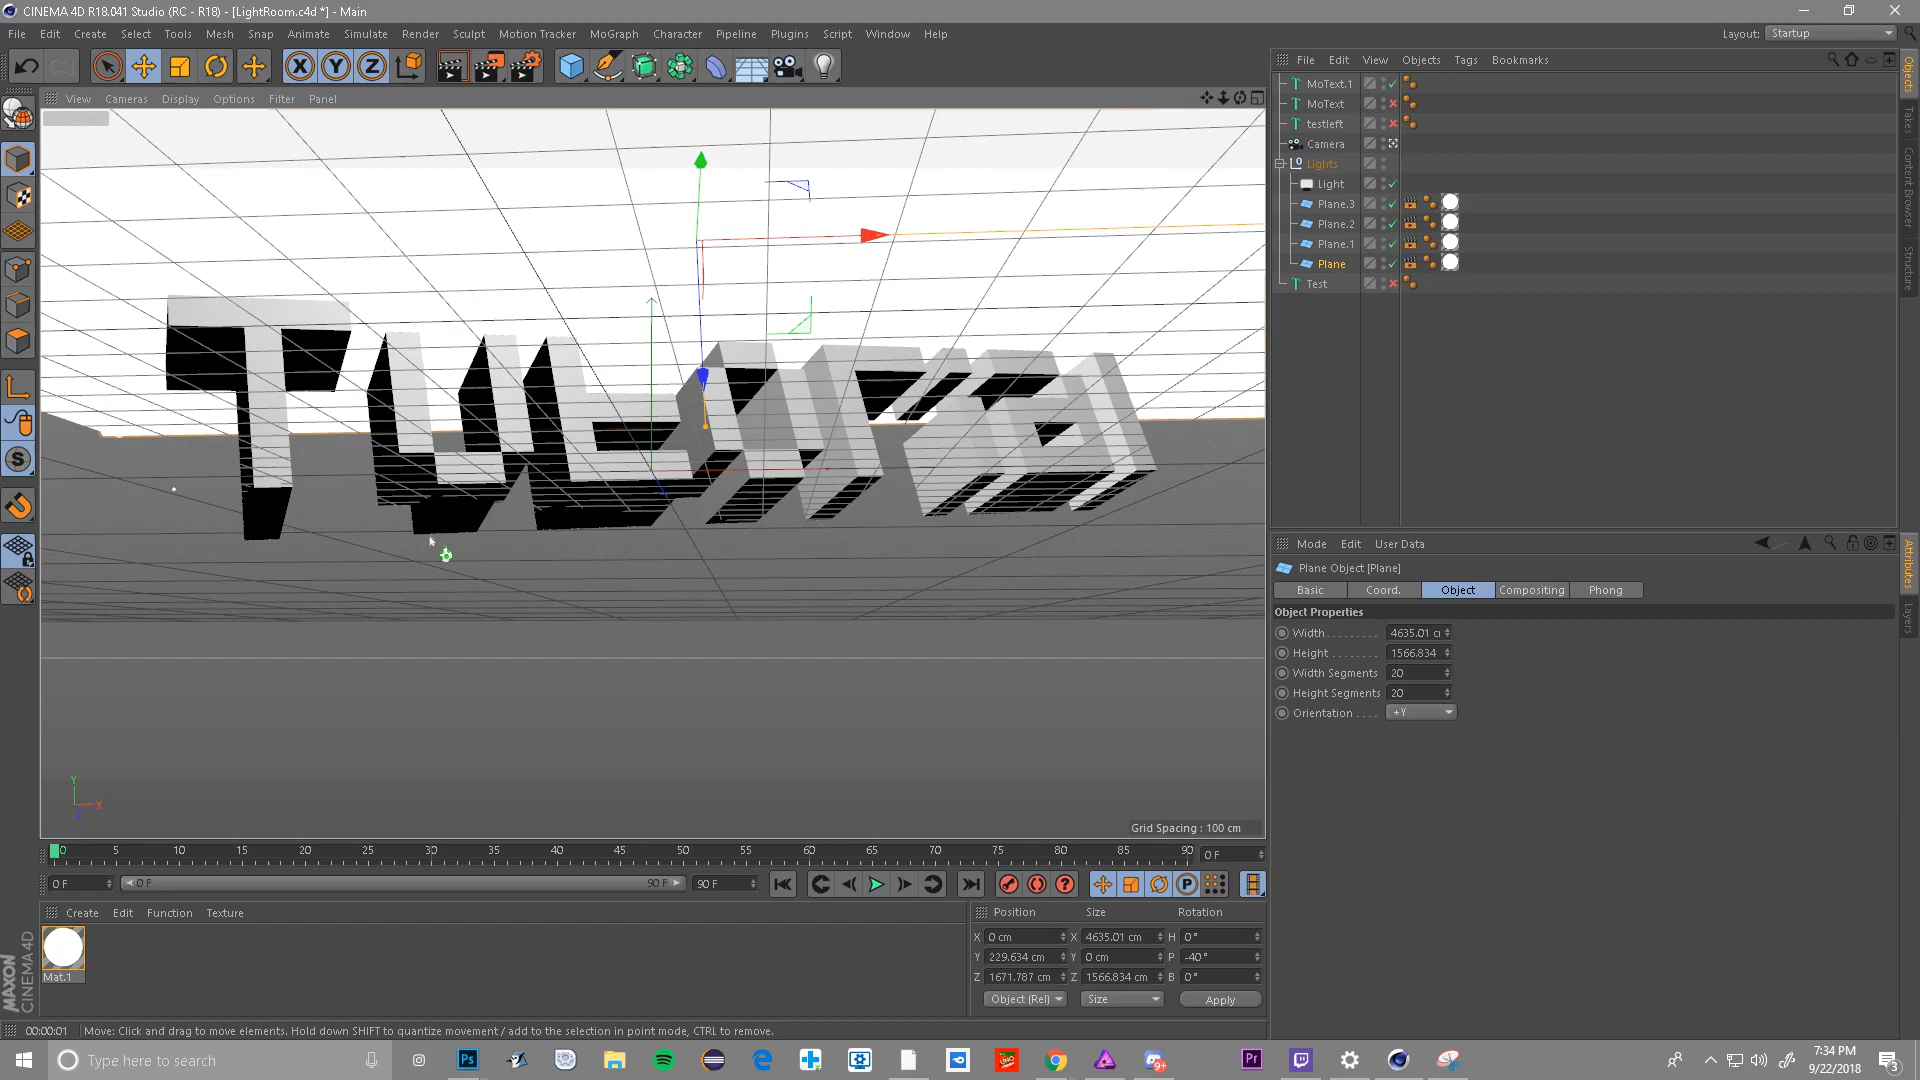 CINEMA 4D R18.041 Studio (RC - R18) - [LightRoom.c4d *] - Main
File Edit Create Select Tools Mesh Snap Animate Simulate Render Sculpt Motion Tracker MoGraph Character Pipeline Plugins Script Window Help
Layout: Startup
View Cameras Display Options Filter Panel
File Edit View Objects Tags Bookmarks
MoText.1
MoText
testleft
Camera
Lights
Light
Plane.3
Plane.2
Plane.1
Plane
Test
Objects
Takes
Content Browser
Structure
Mode Edit User Data
Plane Object [Plane]
Basic Coord. Object Compositing Phong
Object Properties
Width 4635.01 c
Height 1566.834
Width Segments 20
Height Segments 20
Orientation +Y
Attributes
Layers
Y
X
Z
Grid Spacing : 100 cm
0 5 10 15 20 25 30 35 40 45 50 55 60 65 70 75 80 85 90
0 F
0 F 0 F 90 F 90 F
Create Edit Function Texture
Mat.1
Position Size Rotation
X 0 cm X 4635.01 cm H 0°
Y 229.634 cm Y 0 cm P -40°
Z 1671.787 cm Z 1566.834 cm B 0°
Object (Rel) Size Apply
MAXON
CINEMA 4D
00:00:01 Move: Click and drag to move elements. Hold down SHIFT to quantize movement / add to the selection in point mode, CTRL to remove.
Type here to search
7:34 PM
9/22/2018